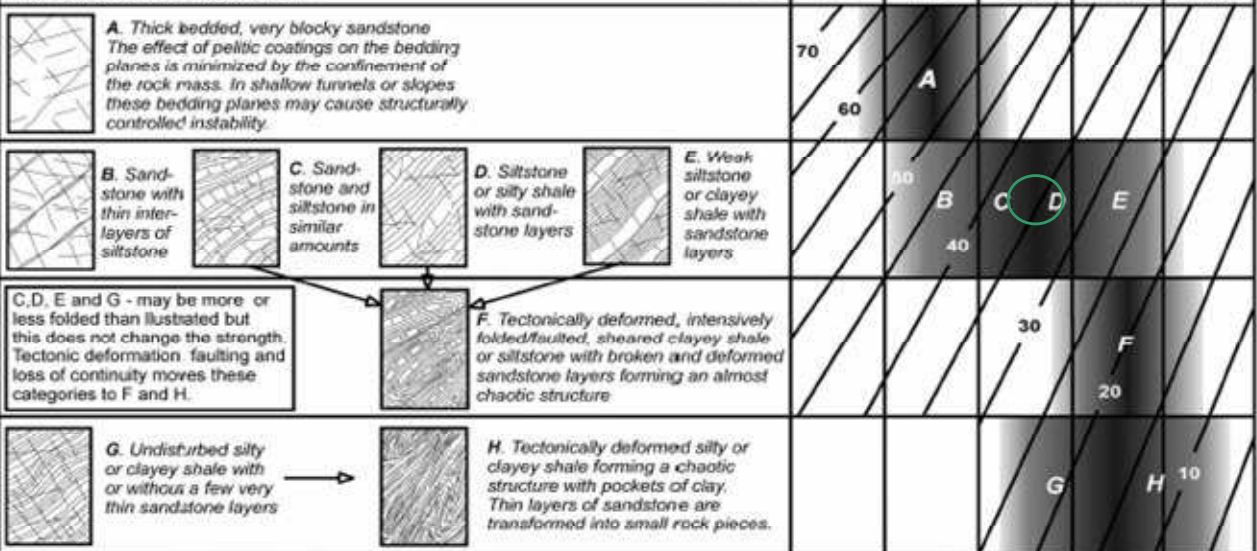 A. Thick bedded, very blocky sandstone
The effect of pelitic coatings on the bedding
planes is minimized by the confinement of
the rock mass. In shallow tunnels or slopes
these bedding planes may cause structurally
controlled instability.
70
60
A
B. Sand-
stone with
thin inter-
layers of
siltstone
C. Sand-
stone and
siltstone in
similar
amounts
D. Siltstone
or silty shale
with sand-
stone layers
E. Weak
siltstone
or clayey
shale with
sandstone
layers
50
B
C
D
E
40
C,D, E and G - may be more or
less folded than llustrated but
this does not change the strength.
Tectonic deformation, faulting and
loss of continuity moves these
categories to F and H.
F. Tectonically deformed, intensively
folded/faulted, sheared clayey shale
or siltstone with broken and deformed
sandstone layers forming an almost
chaotic structure
30
F
20
G. Undisturbed silty
or clayey shale with
or without a few very
thin sandstone layers
H. Tectonically deformed silty or
clayey shale forming a chaotic
structure with pockets of clay.
Thin layers of sandstone are
transformed into small rock pieces.
G
H
10